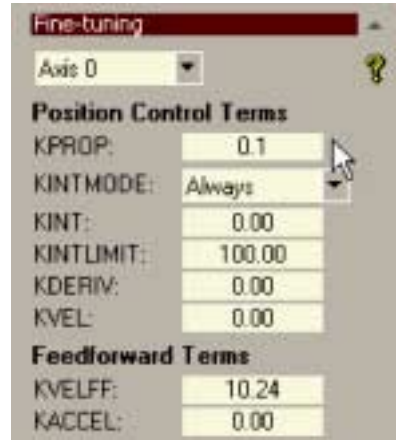 Fine-tuning
Axis 0
Position Control Terms
KPROP: 0.1
KINTMODE: Always
KINT: 0.00
KINTLIMIT: 100.00
KDERIV: 0.00
KVEL: 0.00
Feedforward Terms
KVELFF: 10.24
KACCEL: 0.00